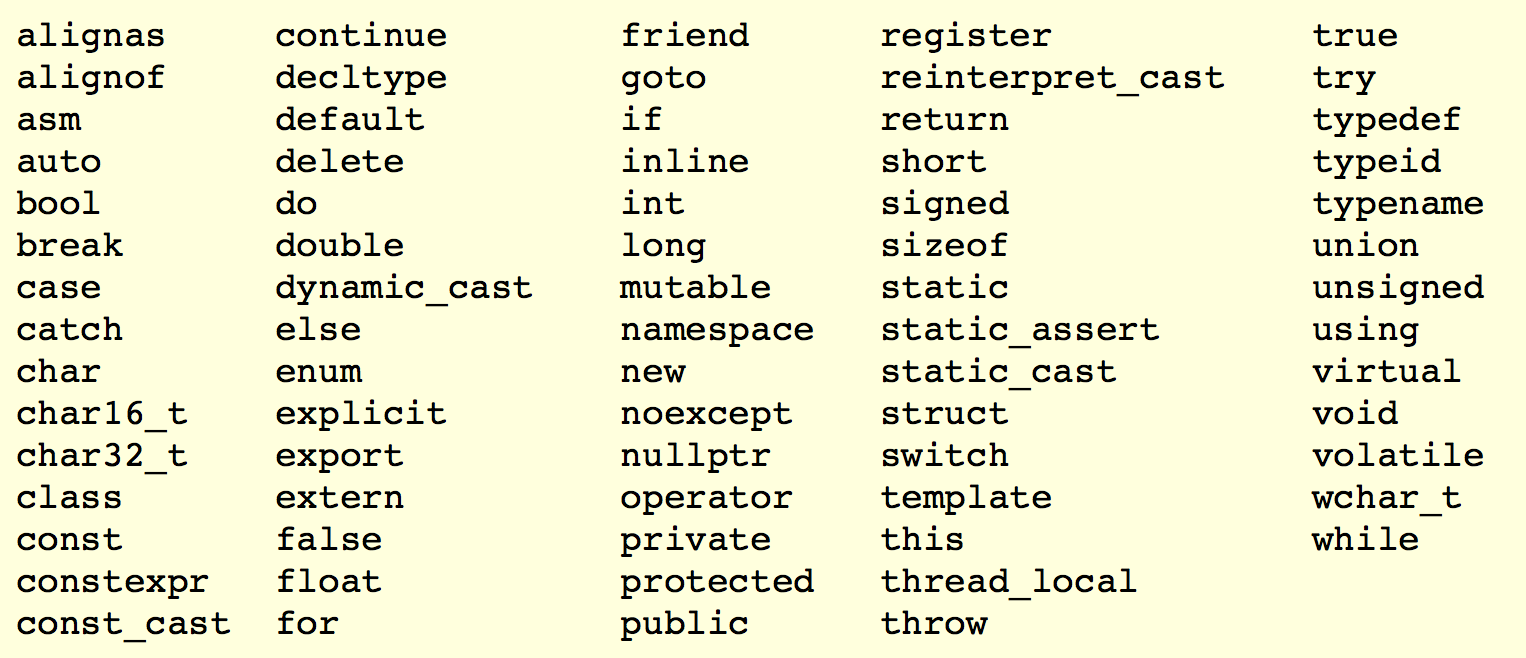 alignas continue friend register true
alignof decltype goto reinterpret_cast try
asm default if return typedef
auto delete inline short typeid
bool do int signed typename
break double long sizeof union
case dynamic_cast mutable static unsigned
catch else namespace static_assert using
char enum new static_cast virtual
char16_t explicit noexcept struct void
char32_t export nullptr switch volatile
class extern operator template wchar_t
const false private this while
constexpr float protected thread_local
const_cast for public throw